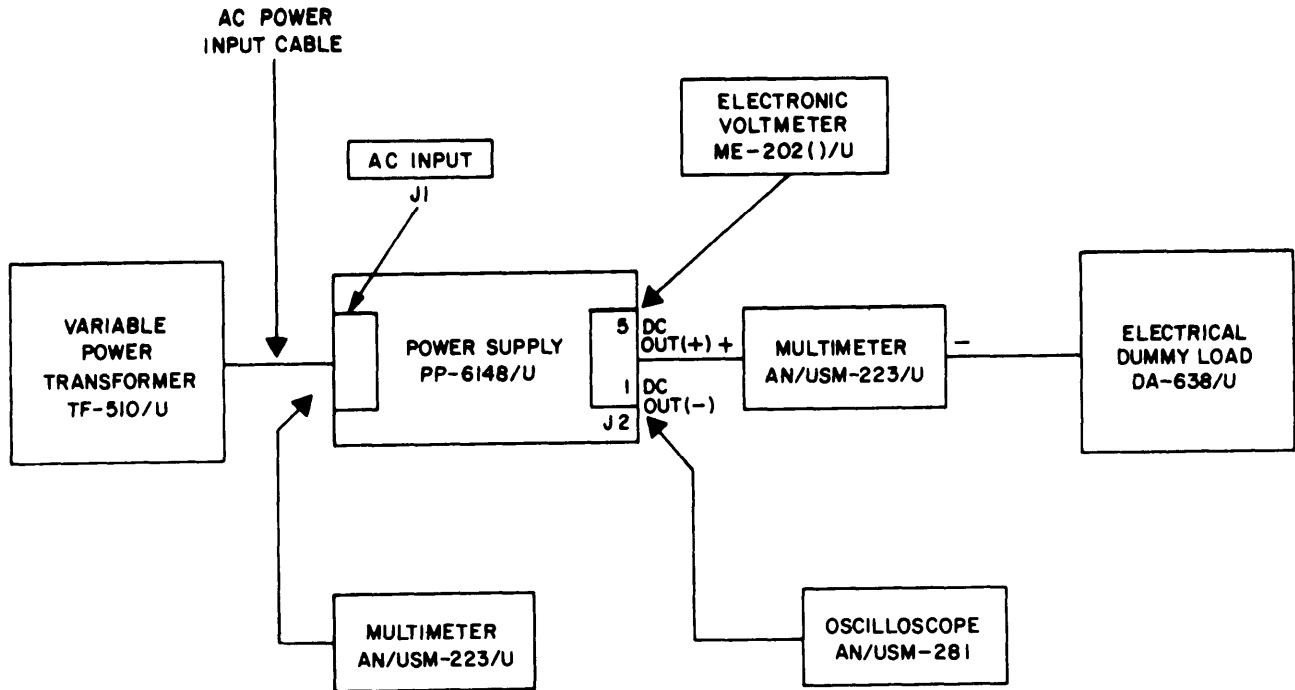 AC POWER
INPUT CABLE
ELECTRONIC
VOLTMETER
ME-202()/U
AC INPUT
J1
VARIABLE
POWER
TRANSFORMER
TF-510/U
POWER SUPPLY
PP-6148/U
5
DC
OUT(+) +
1
DC
OUT(-)
J2
MULTIMETER
AN/USM-223/U
-
ELECTRICAL
DUMMY LOAD
DA-638/U
MULTIMETER
AN/USM-223/U
OSCILLOSCOPE
AN/USM-281